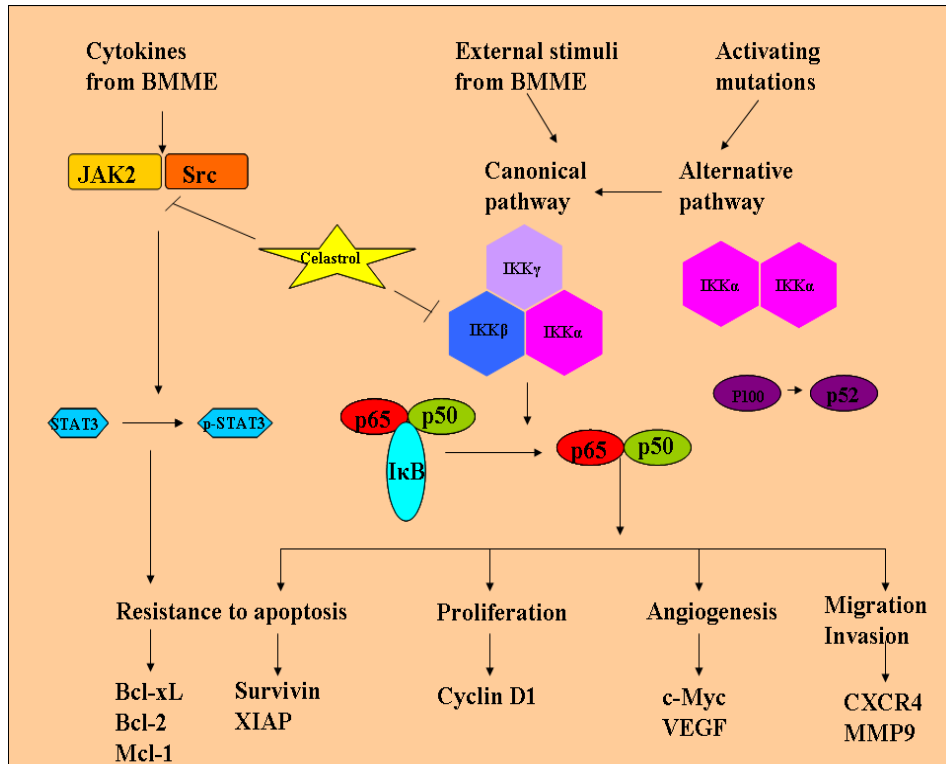 Cytokines
from BMME
External stimuli
from BMME
Activating
mutations
JAK2
Src
Canonical
pathway
Alternative
pathway
Celastrol
IKKγ
IKKβ
IKKα
IKKα
IKKα
P100
p52
STAT3
p-STAT3
p65
p50
IκB
p65
p50
Resistance to apoptosis
Proliferation
Angiogenesis
Migration
Invasion
Bcl-xL
Bcl-2
Mcl-1
Survivin
XIAP
Cyclin D1
c-Myc
VEGF
CXCR4
MMP9